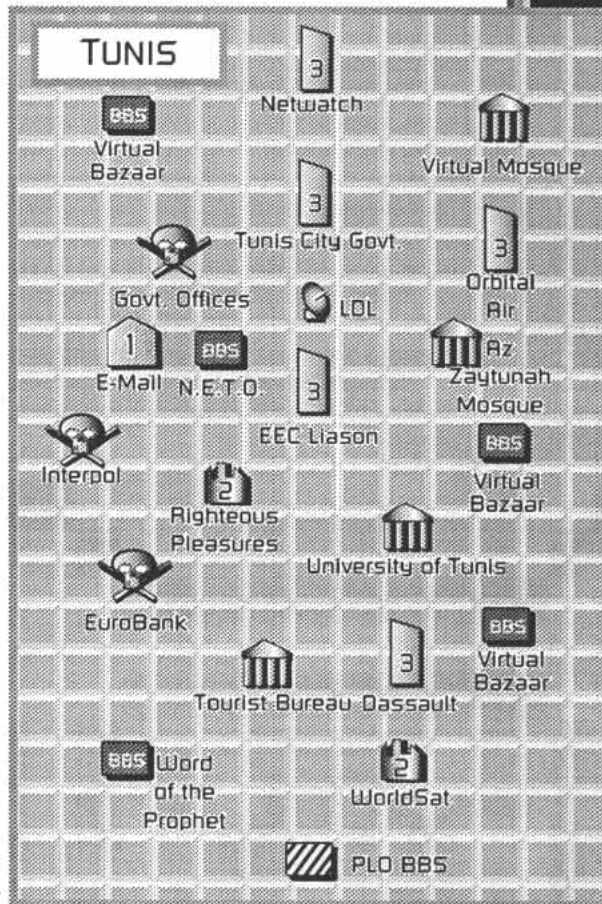 TUNIS
3
Netwatch
BBS
Virtual
Bazaar
Virtual Mosque
3
Tunis City Govt.
Govt. Offices
3
Orbital
Air
LDL
1
E-Mail
BBS
N.E.T.O.
3
EEC Liason
Az
Zaytunah
Mosque
Interpol
BBS
Virtual
Bazaar
2
Righteous
Pleasures
University of Tunis
EuroBank
BBS
Virtual
Bazaar
Tourist Bureau
3
Dassault
BBS
Word
of the
Prophet
2
WorldSat
PLO BBS